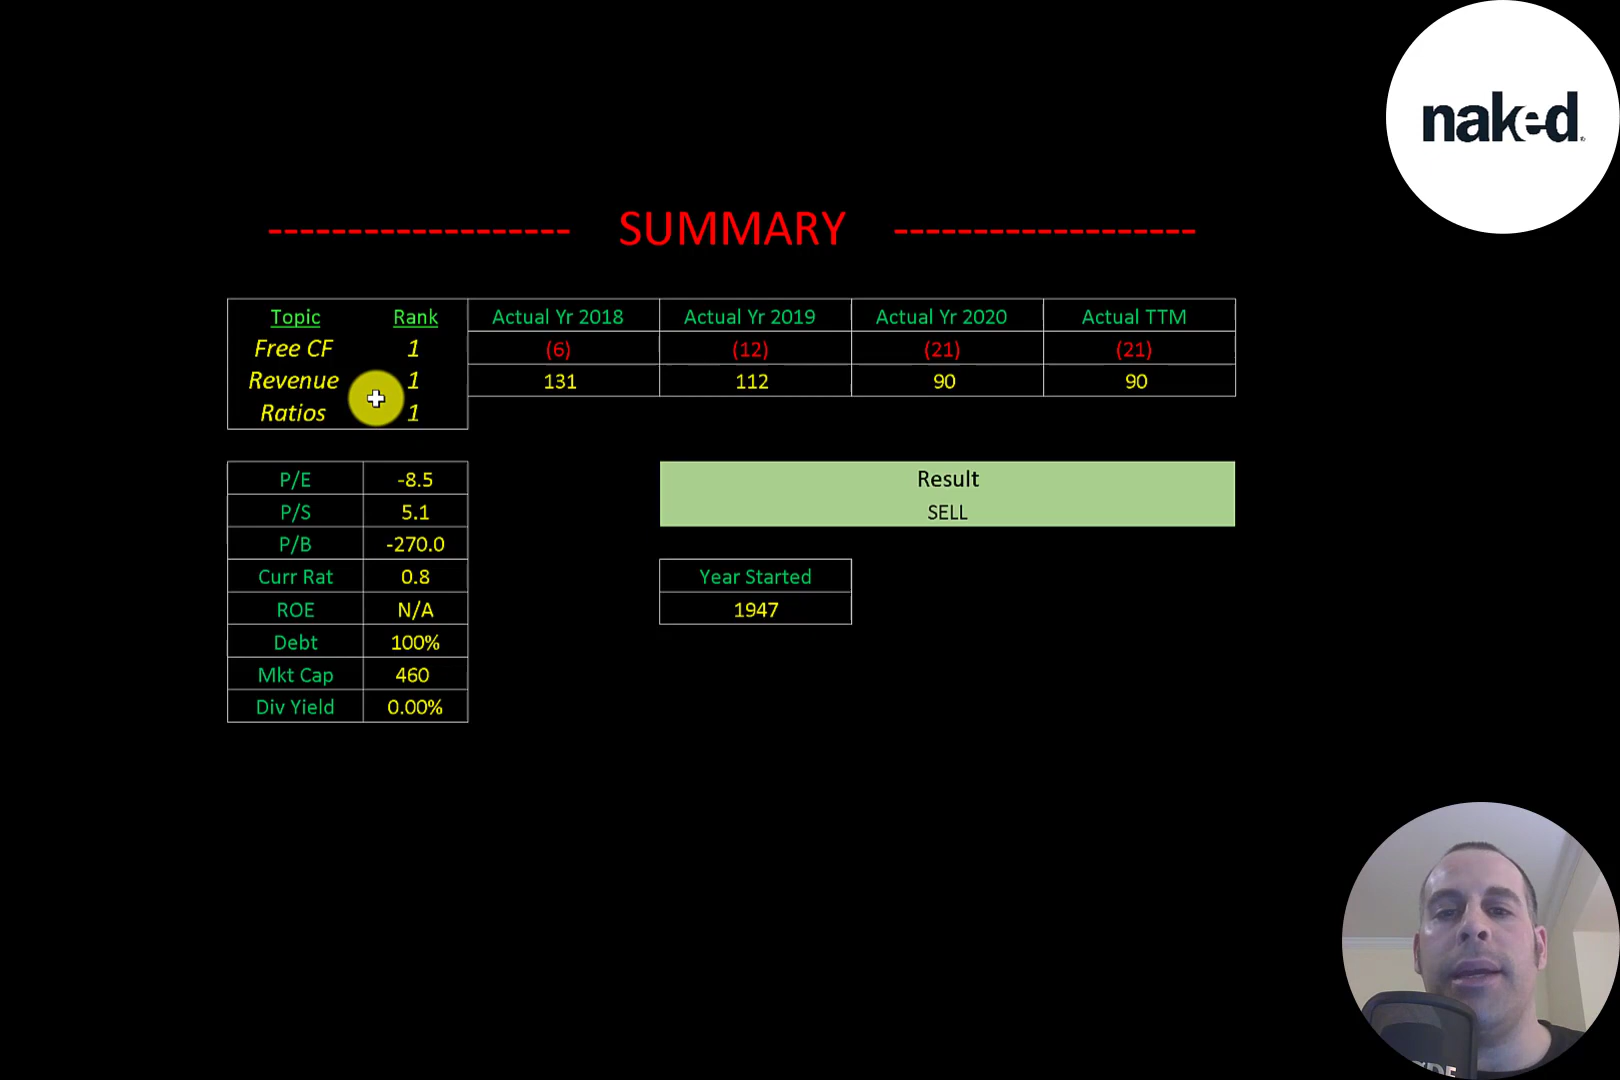 naked
------------------- SUMMARY -------------------
Topic Rank Actual Yr 2018 Actual Yr 2019 Actual Yr 2020 Actual TTM
Free CF 1 (6) (12) (21) (21)
Revenue 1 131 112 90 90
Ratios 1
P/E -8.5
P/S 5.1
P/B -270.0
Curr Rat 0.8
ROE N/A
Debt 100%
Mkt Cap 460
Div Yield 0.00%
Result
SELL
Year Started
1947